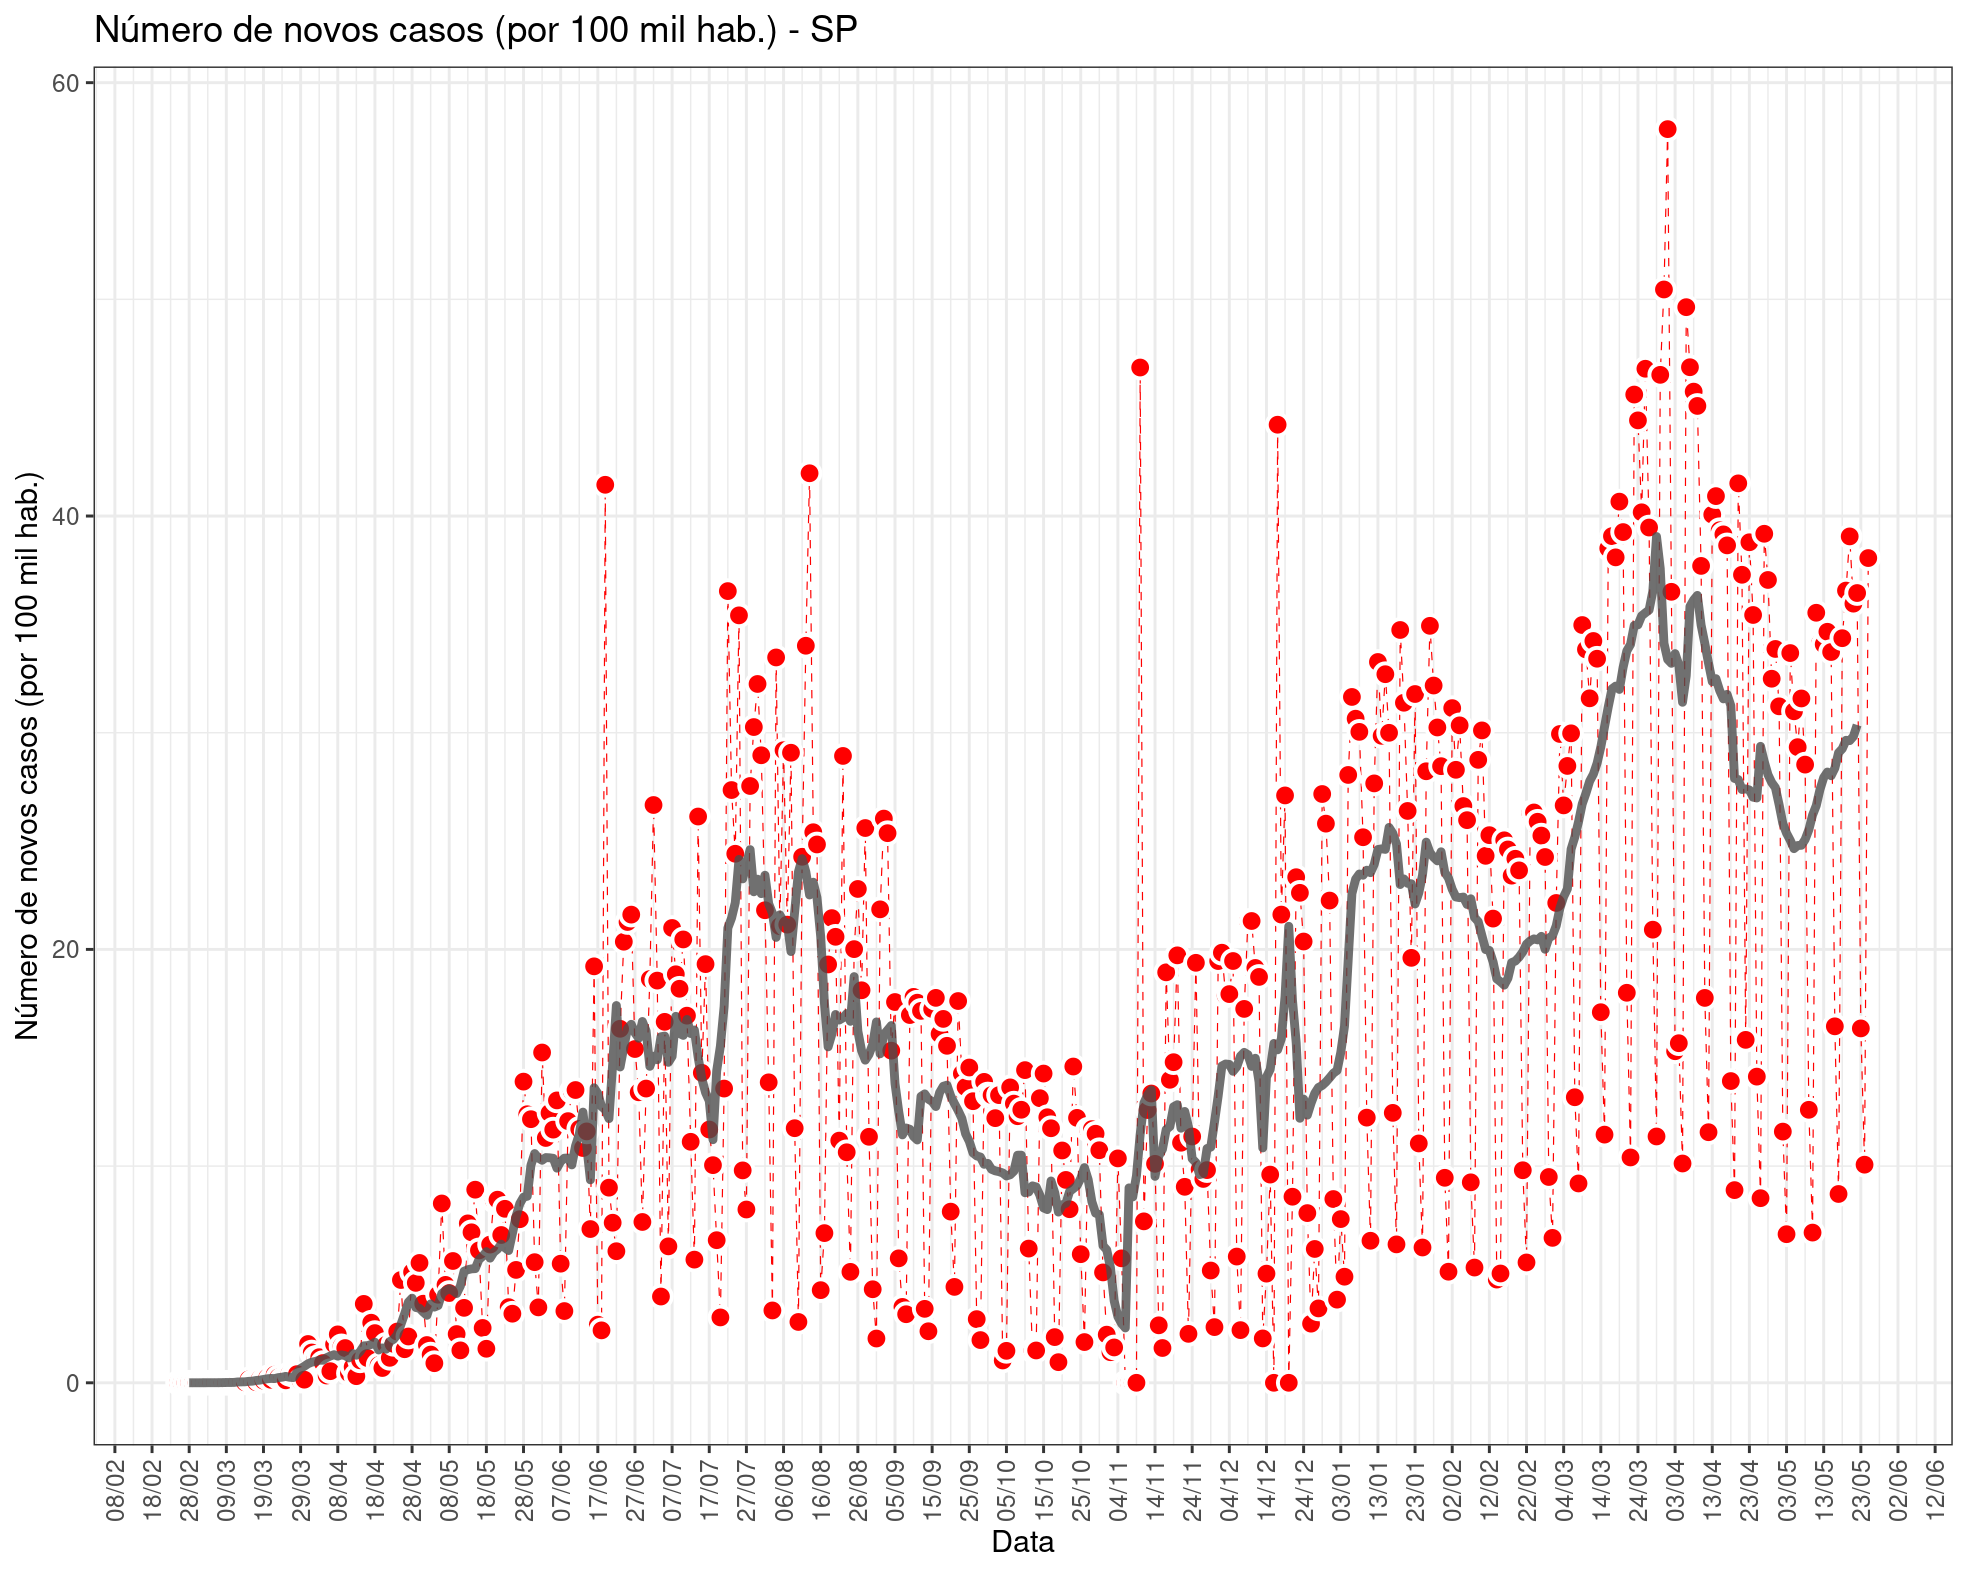 Número de novos casos (por 100 mil hab.) - SP
Número de novos casos (por 100 mil hab.)
60
40
20
0
08/02 18/02 28/02 09/03 19/03 29/03 08/04 18/04 28/04 08/05 18/05 28/05 07/06 17/06 27/06 07/07 17/07 27/07 06/08 16/08 26/08 05/09 15/09 25/09 05/10 15/10 25/10 04/11 14/11 24/11 04/12 14/12 24/12 03/01 13/01 23/01 02/02 12/02 22/02 04/03 14/03 24/03 03/04 13/04 23/04 03/05 13/05 23/05 02/06 12/06
Data